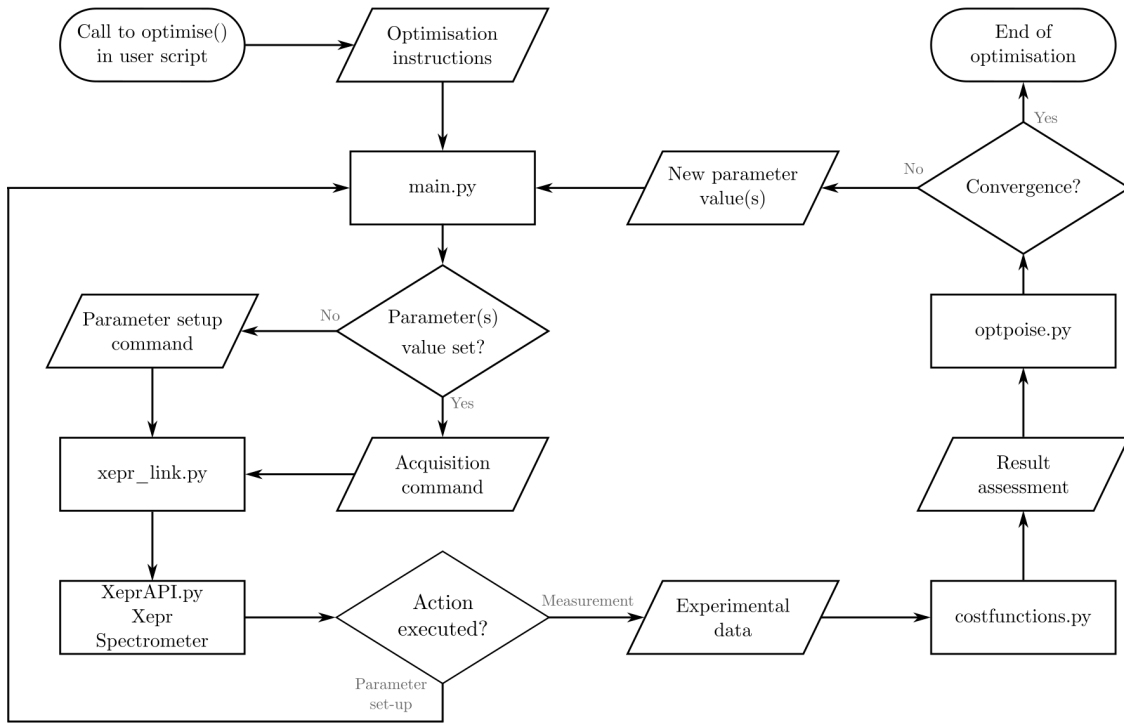 Call to optimise()
in user script
Optimisation
instructions
End of
optimisation
Yes
main.py
New parameter
value(s)
No
Convergence?
Parameter setup
command
No
Parameter(s)
value set?
optpoise.py
Yes
xepr_link.py
Acquisition
command
Result
assessment
XeprAPI.py
Xepr
Spectrometer
Action
executed?
Measurement
Experimental
data
costfunctions.py
Parameter
set-up